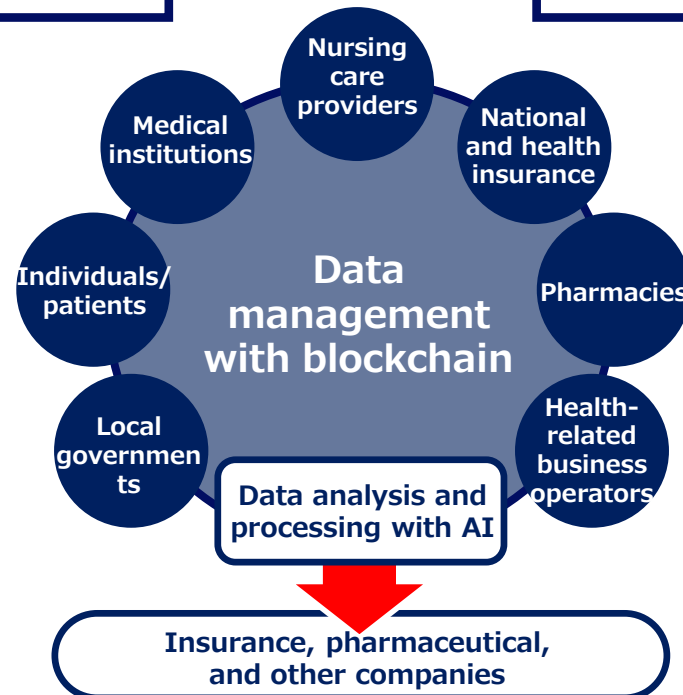 Nursing
care
providers
Medical
institutions
National
and health
insurance
Individuals/
patients
Data
management
with blockchain
Pharmacies
Local
governmen
ts
Health-
related
business
operators
Data analysis and
processing with AI
Insurance, pharmaceutical,
and other companies